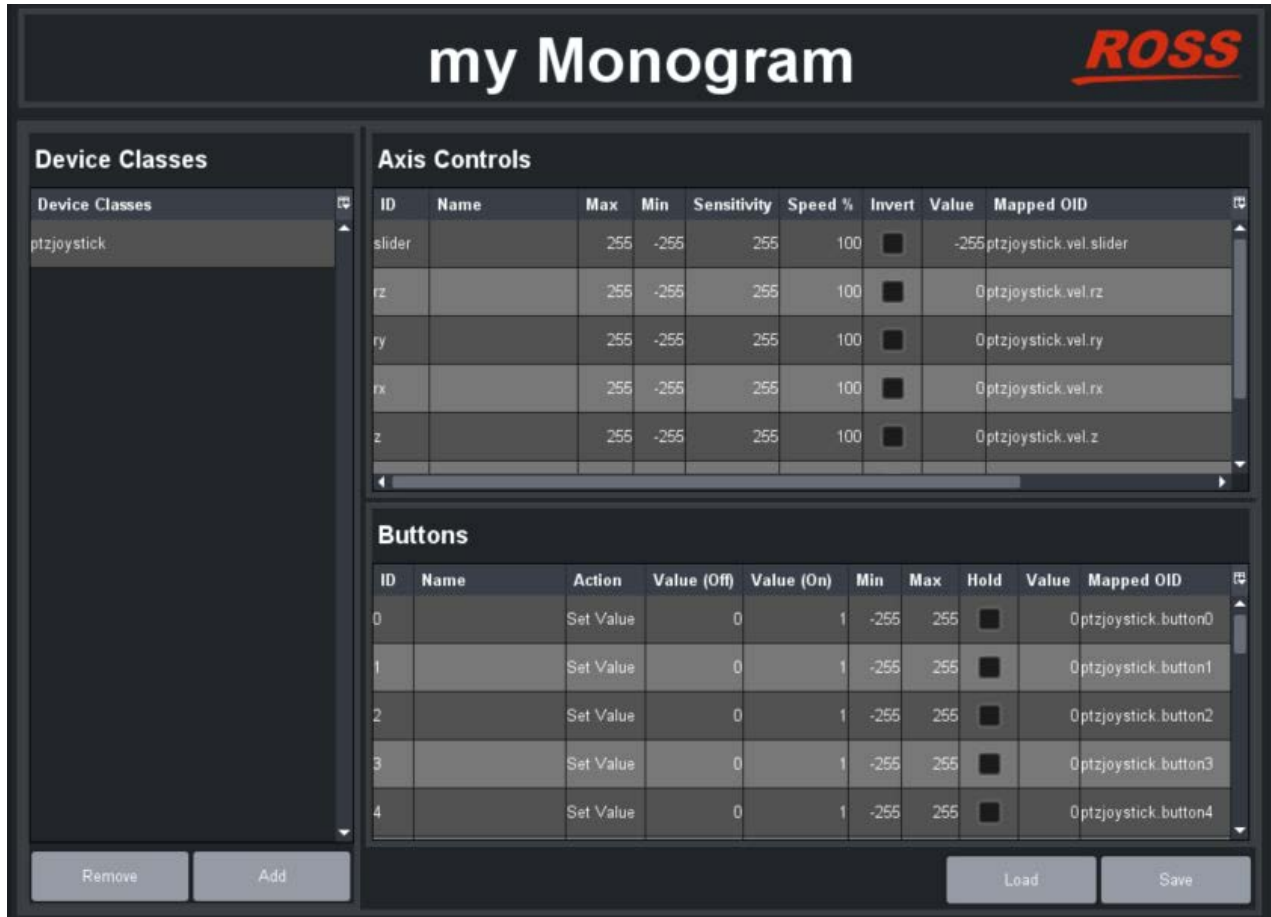 my Monogram
ROSS
Device Classes
Device Classes
ptzjoystick
Remove Add
Axis Controls
ID Name Max Min Sensitivity Speed % Invert Value Mapped OID
slider 255 -255 255 100 -255 ptzjoystick.vel.slider
rz 255 -255 255 100 0 ptzjoystick.vel.rz
ry 255 -255 255 100 0 ptzjoystick.vel.ry
rx 255 -255 255 100 0 ptzjoystick.vel.rx
z 255 -255 255 100 0 ptzjoystick.vel.z
Buttons
ID Name Action Value (Off) Value (On) Min Max Hold Value Mapped OID
0 Set Value 0 1 -255 255 0 ptzjoystick.button0
1 Set Value 0 1 -255 255 0 ptzjoystick.button1
2 Set Value 0 1 -255 255 0 ptzjoystick.button2
3 Set Value 0 1 -255 255 0 ptzjoystick.button3
4 Set Value 0 1 -255 255 0 ptzjoystick.button4
Load Save